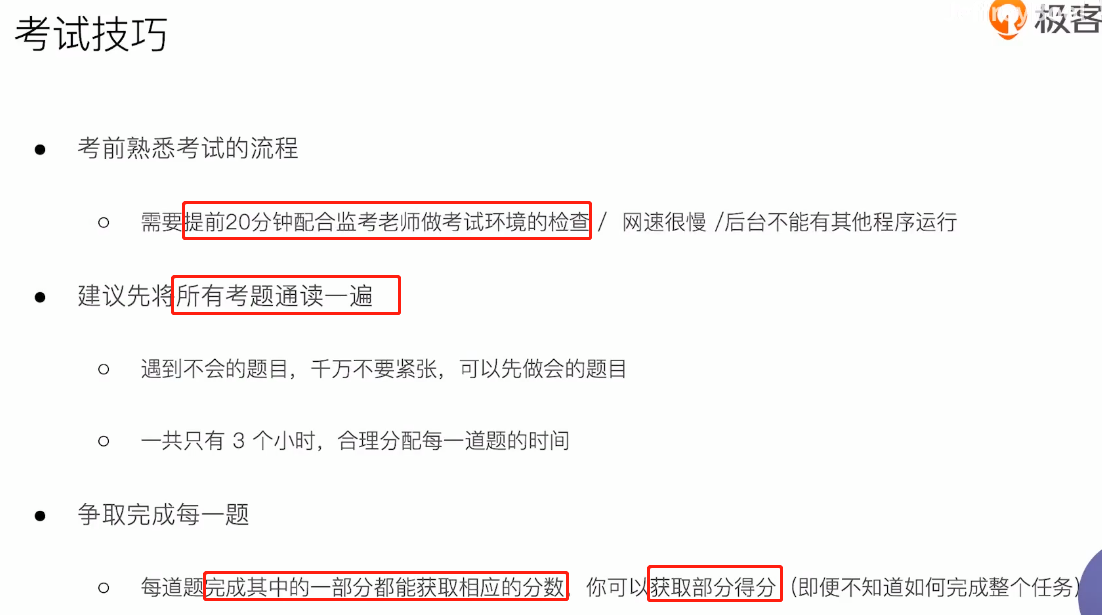 考试技巧
极客
考前熟悉考试的流程
需要提前20分钟配合监考老师做考试环境的检查 / 网速很慢 /后台不能有其他程序运行
建议先将所有考题通读一遍
遇到不会的题目，千万不要紧张，可以先做会的题目
一共只有 3 个小时，合理分配每一道题的时间
争取完成每一题
每道题完成其中的一部分都能获取相应的分数，你可以获取部分得分 (即便不知道如何完成整个任务)